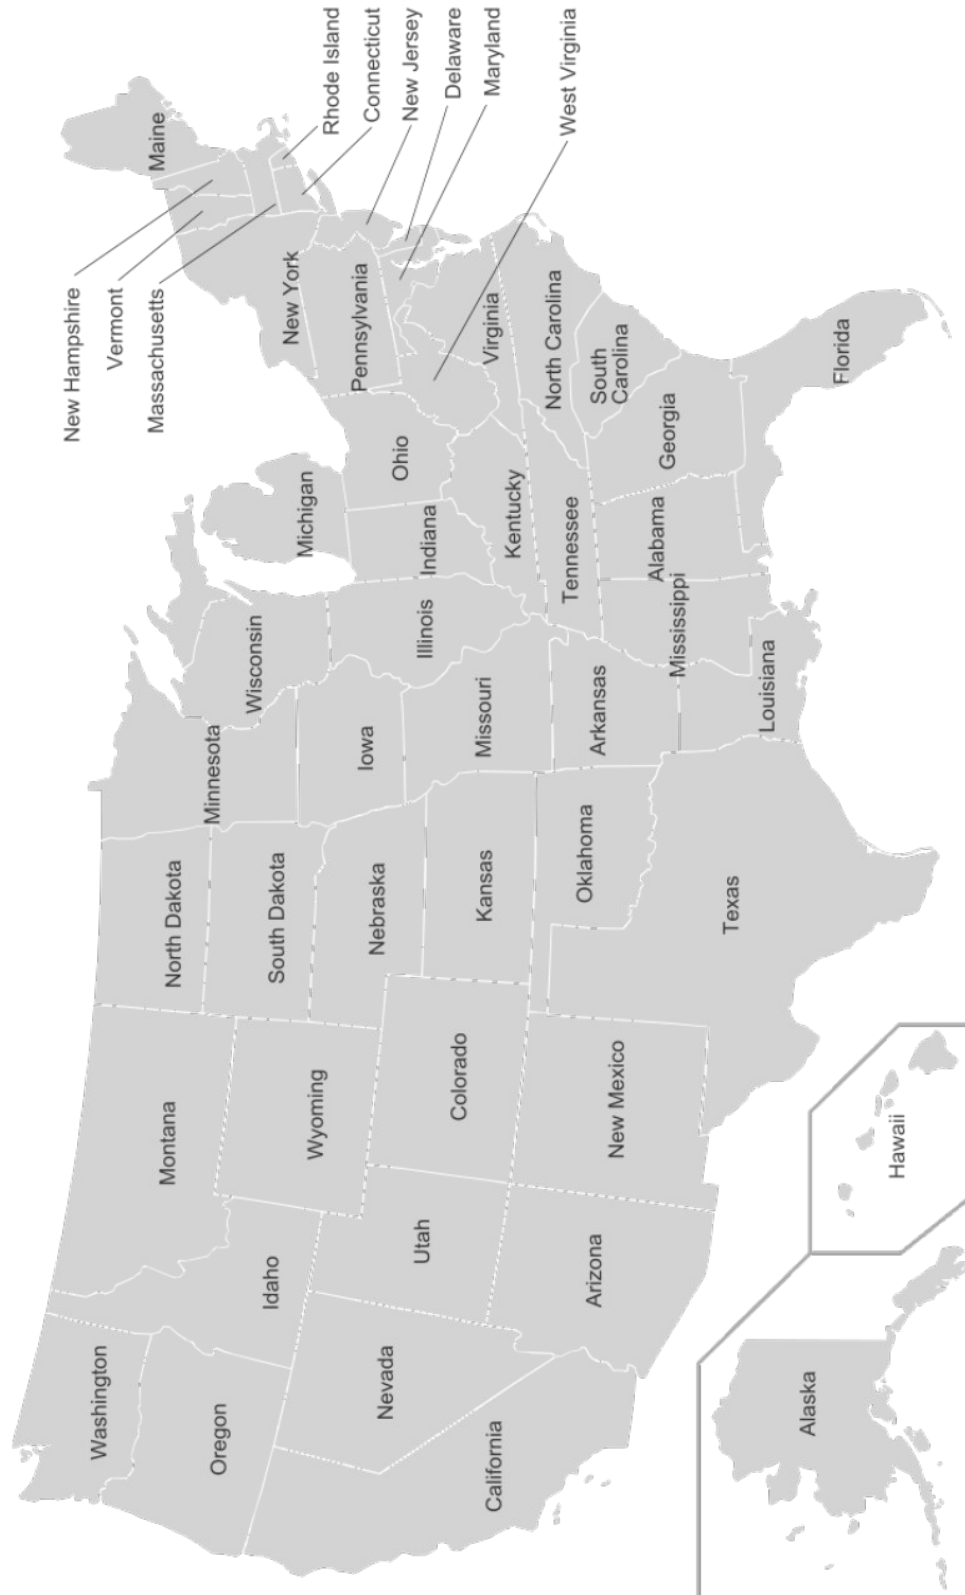 Washington
Oregon
California
Nevada
Idaho
Montana
Wyoming
Utah
Arizona
Colorado
New Mexico
North Dakota
South Dakota
Nebraska
Kansas
Oklahoma
Texas
Minnesota
Iowa
Missouri
Arkansas
Louisiana
Wisconsin
Illinois
Mississippi
Michigan
Indiana
Kentucky
Tennessee
Alabama
Ohio
Georgia
Florida
South
Carolina
North Carolina
Virginia
Pennsylvania
New York
Maine
New Hampshire
Vermont
Massachusetts
Rhode Island
Connecticut
New Jersey
Delaware
Maryland
West Virginia
Alaska
Hawaii